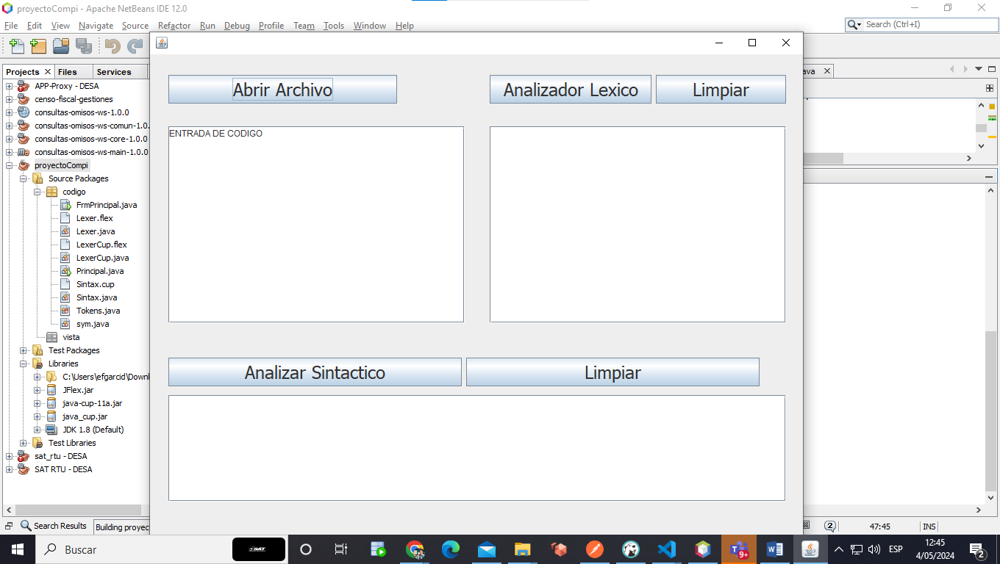 proyectoCompi - Apache NetBeans IDE 12.0
File Edit View Navigate Source Refactor Run Debug Profile Team Tools Window Help
Search (Ctrl+I)
Projects Files Services
ava
APP-Proxy - DESA
censo-fiscal-gestiones
consultas-omisos-ws-1.0.0
consultas-omisos-ws-comun-1.0.
consultas-omisos-ws-core-1.0.0
consultas-omisos-ws-main-1.0.0
proyectoCompi
Source Packages
codigo
FrmPrincipal.java
Lexer.flex
Lexer.java
LexerCup.flex
LexerCup.java
Principal.java
Sintax.cup
Sintax.java
Tokens.java
sym.java
vista
Test Packages
Libraries
C:\Users\efgarcid\Downl
JFlex.jar
java-cup-11a.jar
java_cup.jar
JDK 1.8 (Default)
Test Libraries
sat_rtu - DESA
SAT RTU - DESA
Abrir Archivo
Analizador Lexico Limpiar
ENTRADA DE CODIGO
Analizar Sintactico Limpiar
Search Results
Building proyec
2
47:45
INS
Buscar
SAT
9+
ESP
12:45
4/05/2024
2